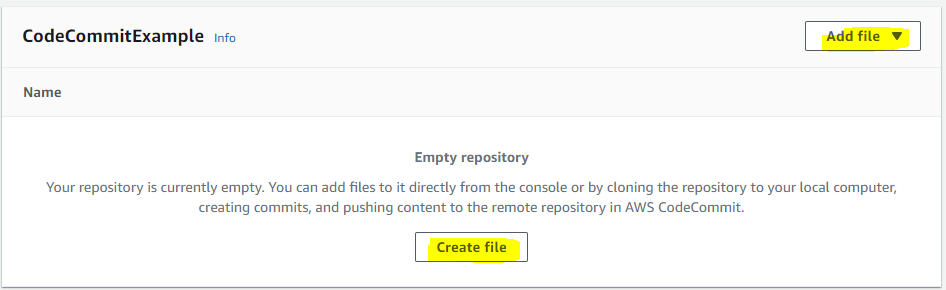 CodeCommitExample Info
Add file
Name
Empty repository
Your repository is currently empty. You can add files to it directly from the console or by cloning the repository to your local computer,
creating commits, and pushing content to the remote repository in AWS CodeCommit.
Create file